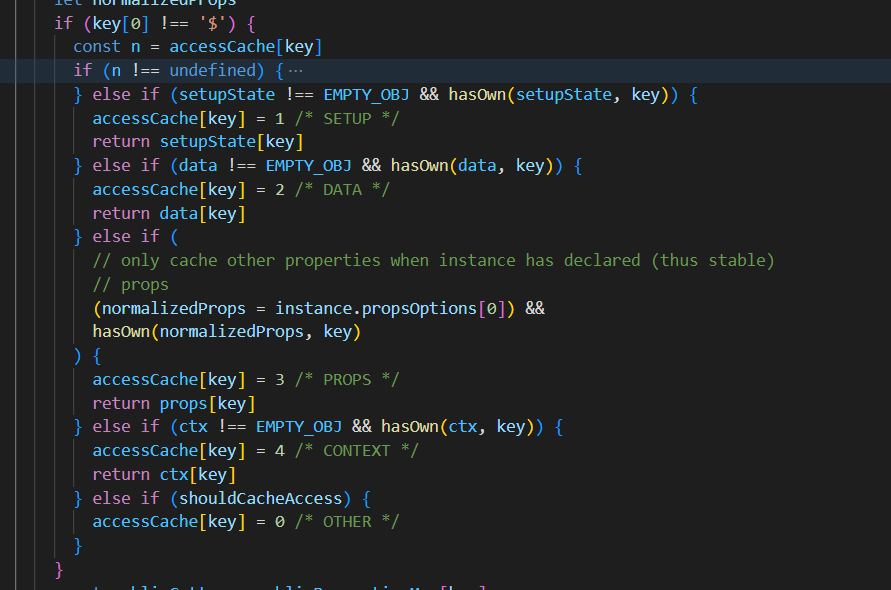 let normalizedProps
if (key[0] !== '$') {
const n = accessCache[key]
if (n !== undefined) { ···
} else if (setupState !== EMPTY_OBJ && hasOwn(setupState, key)) {
accessCache[key] = 1 /* SETUP */
return setupState[key]
} else if (data !== EMPTY_OBJ && hasOwn(data, key)) {
accessCache[key] = 2 /* DATA */
return data[key]
} else if (
// only cache other properties when instance has declared (thus stable)
// props
(normalizedProps = instance.propsOptions[0]) &&
hasOwn(normalizedProps, key)
) {
accessCache[key] = 3 /* PROPS */
return props[key]
} else if (ctx !== EMPTY_OBJ && hasOwn(ctx, key)) {
accessCache[key] = 4 /* CONTEXT */
return ctx[key]
} else if (shouldCacheAccess) {
accessCache[key] = 0 /* OTHER */
}
}